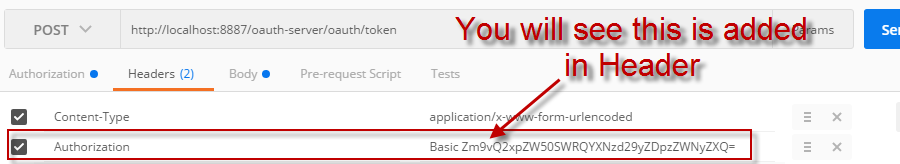 POST http://localhost:8887/oauth-server/oauth/token Params Se
You will see this is added
in Header
Authorization Headers (2) Body Pre-request Script Tests
Content-Type application/x-www-form-urlencoded
Authorization Basic Zm9vQ2xpZW50SWRQYXNzd29yZDpzZWNyZXQ=